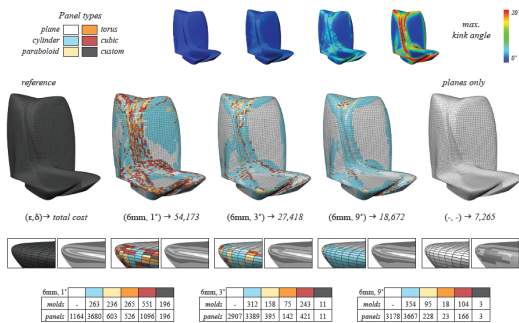 Panel types
plane torus
cylinder cubic
paraboloid custom
max.
kink angle
0°
reference
planes only
(ε,δ)→ total cost
(6mm, 1°)→ 54,173
(6mm, 3°)→ 27,418
(6mm, 9°)→ 18,672
(-, -)→ 7,265
6mm, 1°
molds - 263 236 265 551 196
panels 1164 3680 603 526 1096 196
6mm, 3°
molds - 312 158 75 243 11
panels 2907 3389 395 142 421 11
6mm, 9°
molds - 354 95 18 104 3
panels 3178 3667 228 23 166 3